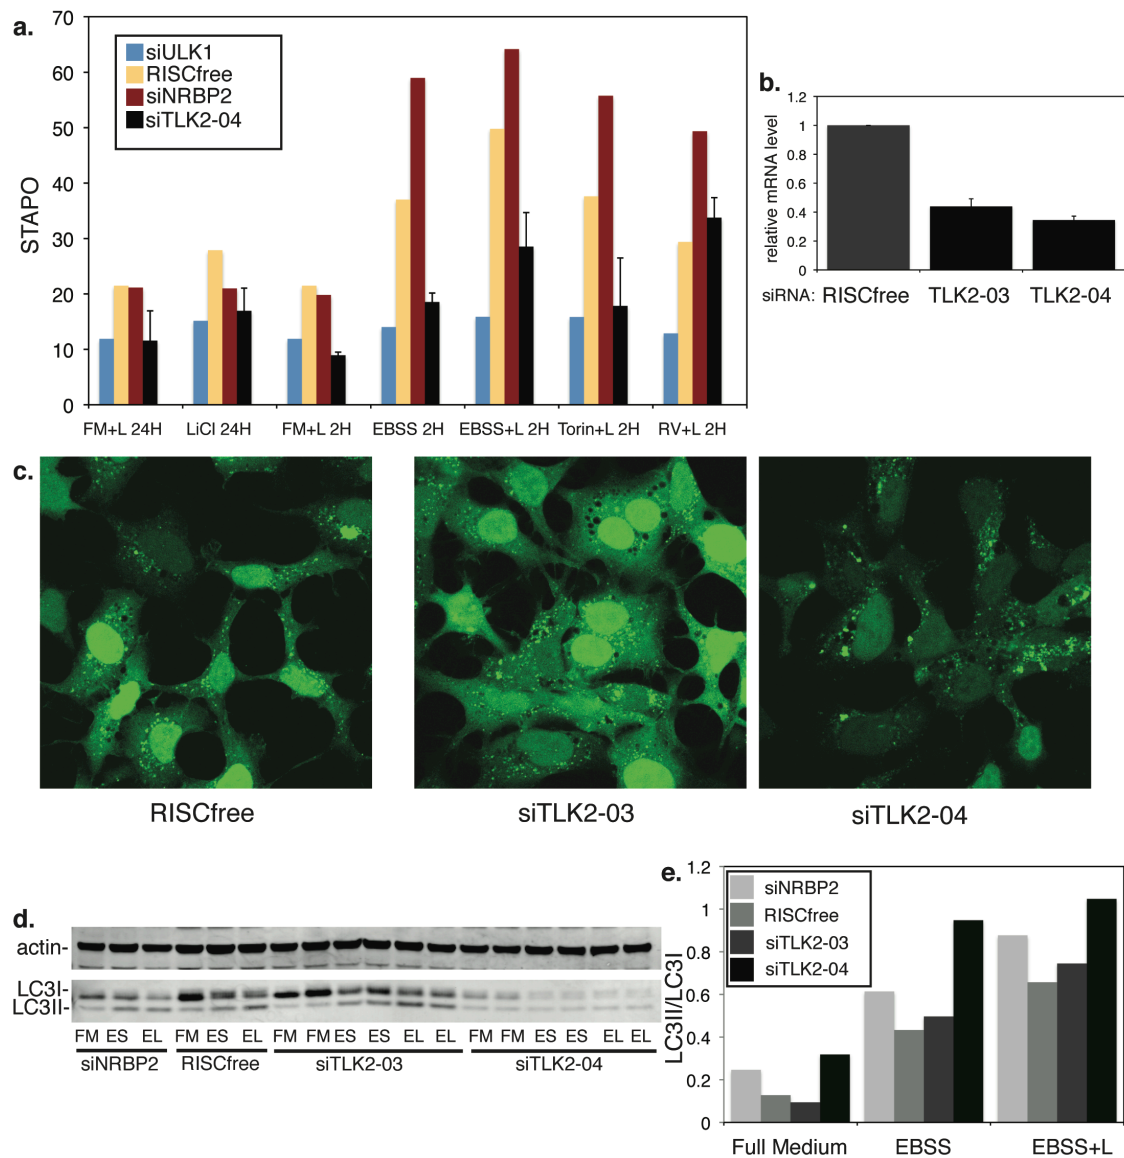 a.
70
60
50
40
30
20
10
0
STAPO
siULK1
RISCfree
siNRBP2
siTLK2-04
FM+L 24H LiCl 24H FM+L 2H EBSS 2H EBSS+L 2H Torin+L 2H RV+L 2H
b.
1.2
1
0.8
0.6
0.4
0.2
0
relative mRNA level
siRNA: RISCfree TLK2-03 TLK2-04
c.
RISCfree siTLK2-03 siTLK2-04
d.
actin-
LC3I-
LC3II-
FM ES EL FM ES EL FM FM ES ES EL EL FM FM ES ES EL EL
siNRBP2 RISCfree siTLK2-03 siTLK2-04
e.
1.2
1
0.8
0.6
0.4
0.2
0
LC3II/LC3I
siNRBP2
RISCfree
siTLK2-03
siTLK2-04
Full Medium EBSS EBSS+L